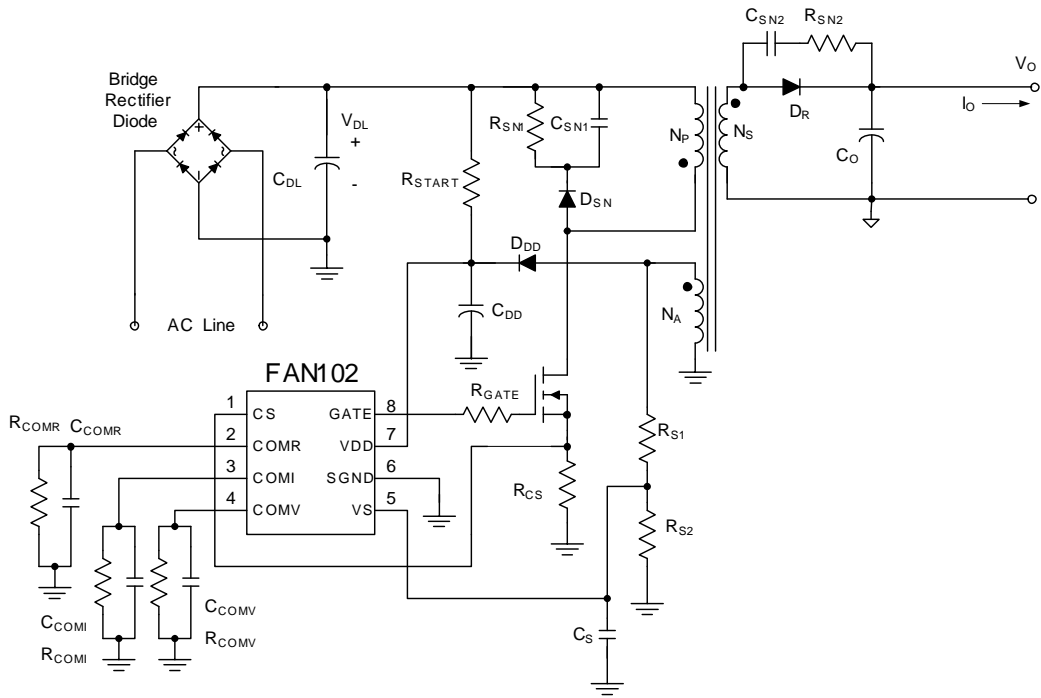 CSN2 RSN2
Bridge
Rectifier
Diode
VO
IO
DR
CO
VDL
+
-
CDL
+
-
~
~
RSTART
RSN1
CSN1
NP
NS
DSN
DDD
CDD
NA
AC Line
FAN102
RGATE
1 CS GATE 8
2 COMR VDD 7
3 COMI SGND 6
4 COMV VS 5
RCOMR CCOMR
RS1
RCS
RS2
CCOMI
RCOMI
CCOMV
RCOMV
CS